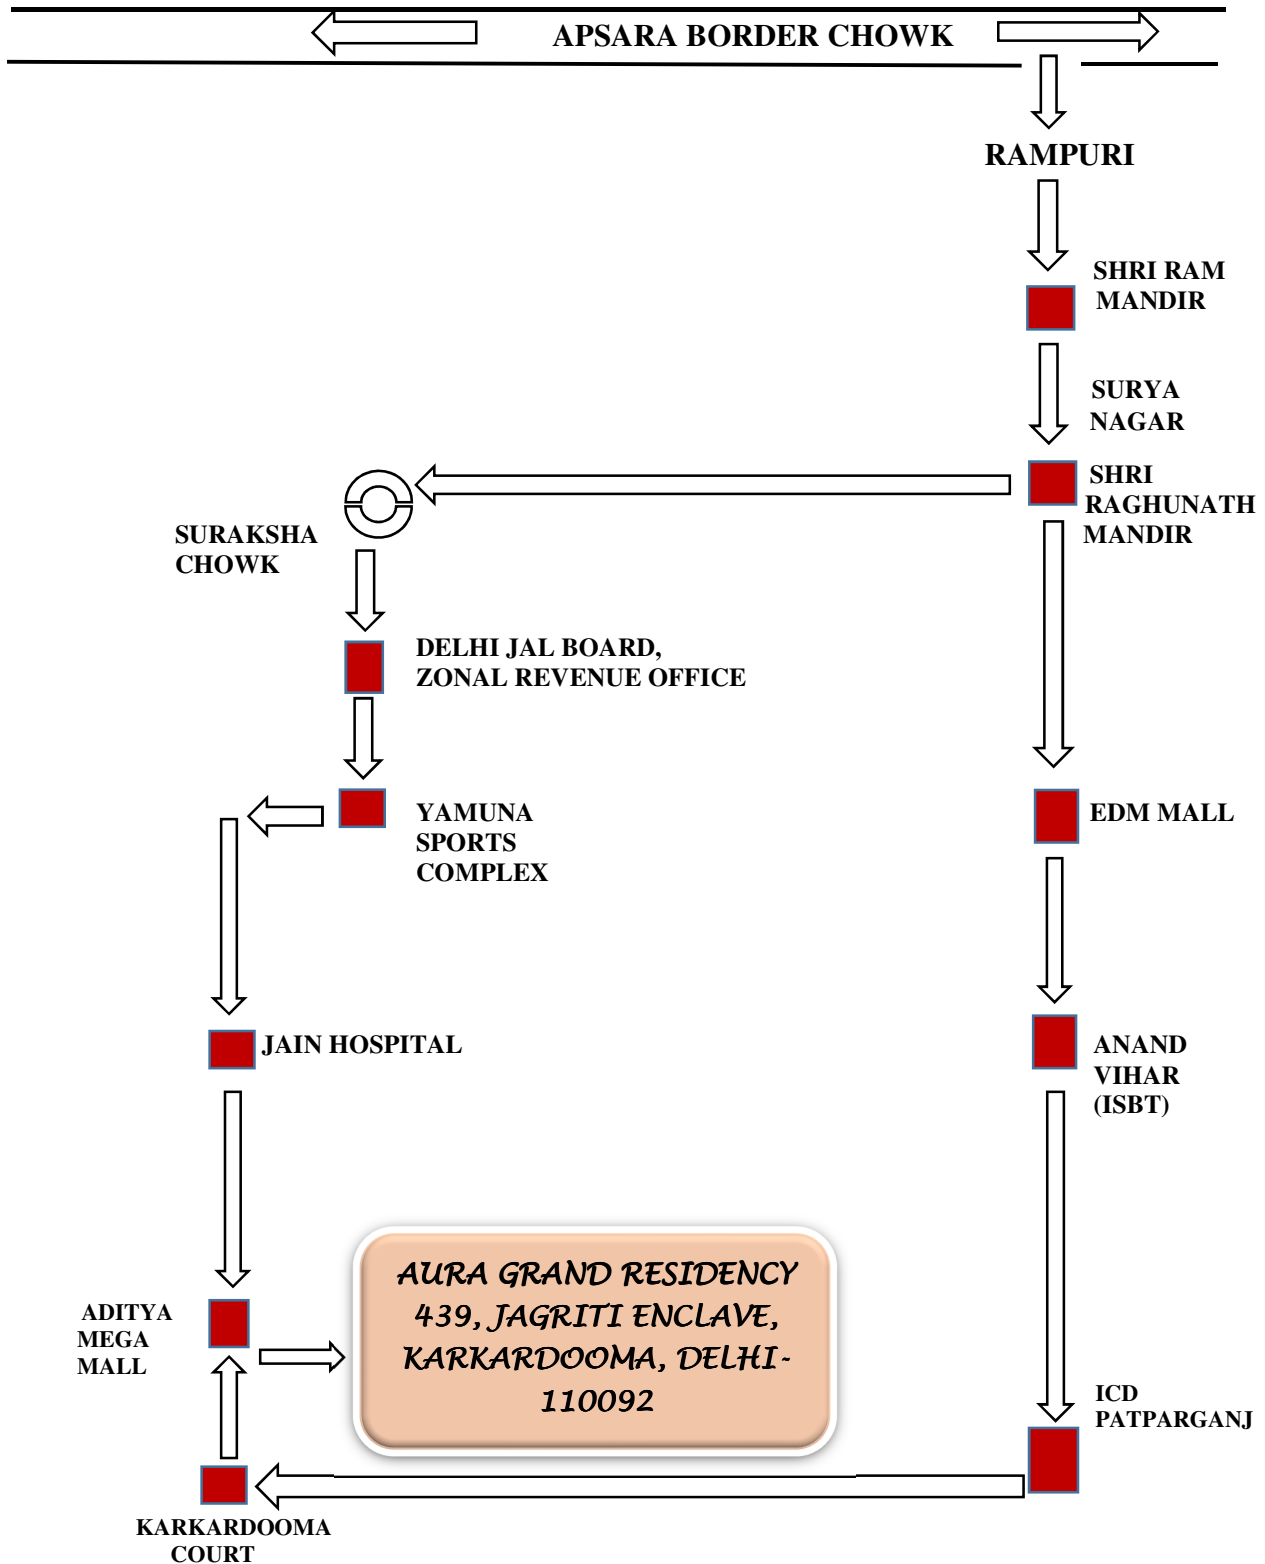 APSARA BORDER CHOWK
RAMPURI
SHRI RAM
MANDIR
SURYA
NAGAR
SHRI
RAGHUNATH
MANDIR
SURAKSHA
CHOWK
DELHI JAL BOARD,
ZONAL REVENUE OFFICE
YAMUNA
SPORTS
COMPLEX
EDM MALL
JAIN HOSPITAL
ANAND
VIHAR
(ISBT)
AURA GRAND RESIDENCY
439, JAGRITI ENCLAVE,
KARKARDOOMA, DELHI-
110092
ADITYA
MEGA
MALL
ICD
PATPARGANJ
KARKARDOOMA
COURT